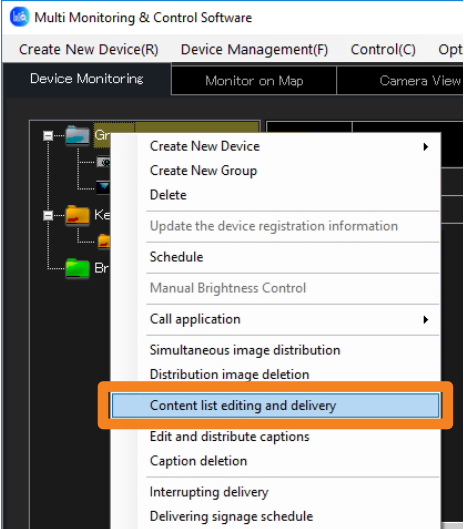 Multi Monitoring & Control Software
Create New Device(R) Device Management(F) Control(C) Opt
Device Monitoring Monitor on Map Camera View
Gr
Create New Device
Create New Group
Delete
Ke
Update the device registration information
Schedule
Br
Manual Brightness Control
Call application
Simultaneous image distribution
Distribution image deletion
Content list editing and delivery
Edit and distribute captions
Caption deletion
Interrupting delivery
Delivering signage schedule